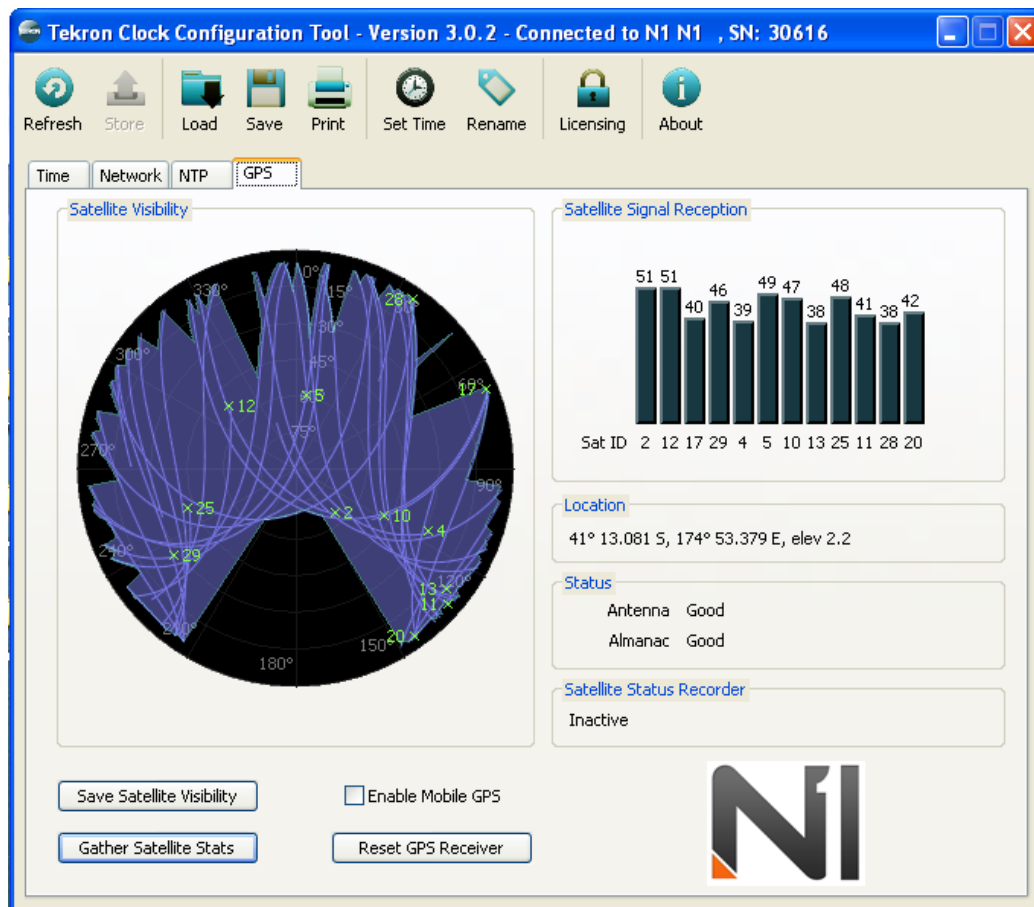 Tekron Clock Configuration Tool - Version 3.0.2 - Connected to N1 N1 , SN: 30616
Refresh Store Load Save Print Set Time Rename Licensing About
Time Network NTP GPS
Satellite Visibility
0°
15°
30°
45°
75°
330°
300°
270°
240°
210°
180°
150°
120°
90°
60°
28
17
5
12
25
2
10
4
29
13
11
20
Satellite Signal Reception
51 51 40 46 39 49 47 38 48 41 38 42
Sat ID 2 12 17 29 4 5 10 13 25 11 28 20
Location
41° 13.081 S, 174° 53.379 E, elev 2.2
Status
Antenna Good
Almanac Good
Satellite Status Recorder
Inactive
Save Satellite Visibility
Enable Mobile GPS
Gather Satellite Stats
Reset GPS Receiver
N1